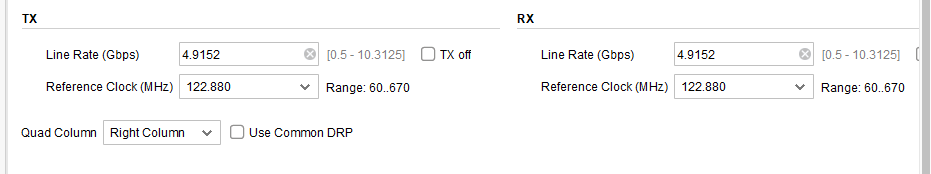 TX RX
Line Rate (Gbps) 4.9152 [0.5 - 10.3125] TX off Line Rate (Gbps) 4.9152 [0.5 - 10.3125]
Reference Clock (MHz) 122.880 Range: 60..670 Reference Clock (MHz) 122.880 Range: 60..670
Quad Column Right Column Use Common DRP